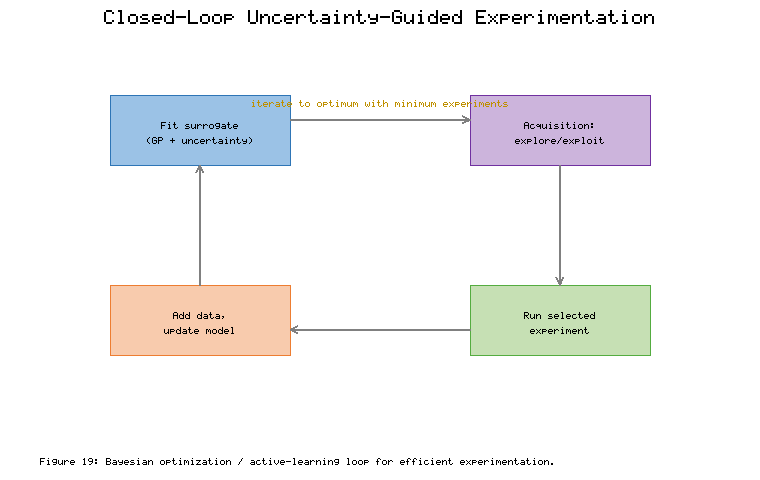 Closed-Loop Uncertainty-Guided Experimentation
iterate to optimum with minimum experiments
Fit surrogate
(GP + uncertainty)
Acquisition:
explore/exploit
Add data,
update model
Run selected
experiment
Figure 19: Bayesian optimization / active-learning loop for efficient experimentation.